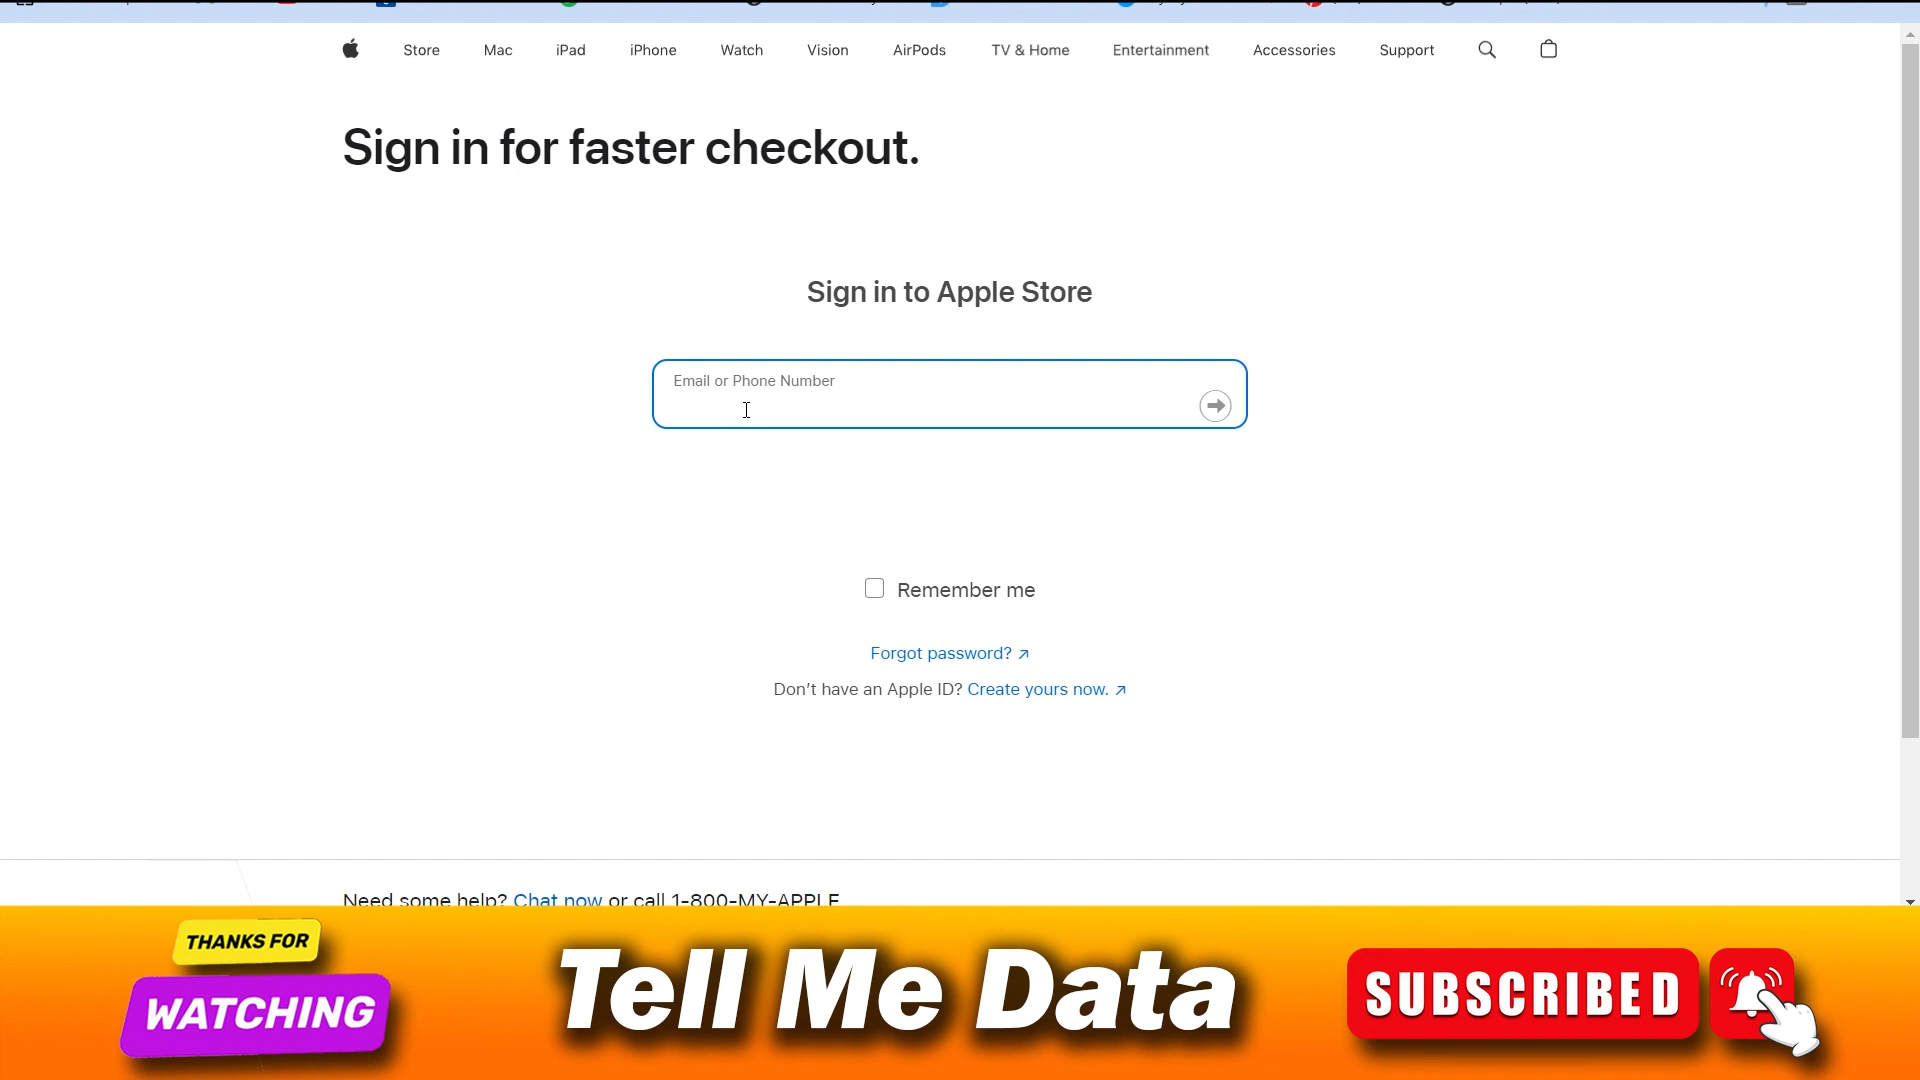 Store Mac iPad iPhone Watch Vision AirPods TV & Home Entertainment Accessories Support
Sign in for faster checkout.
Sign in to Apple Store
Email or Phone Number
Remember me
Forgot password? ↗
Don't have an Apple ID? Create yours now. ↗
Need some help? Chat now or call 1-800-MY-APPLE
THANKS FOR
WATCHING
Tell Me Data
SUBSCRIBED